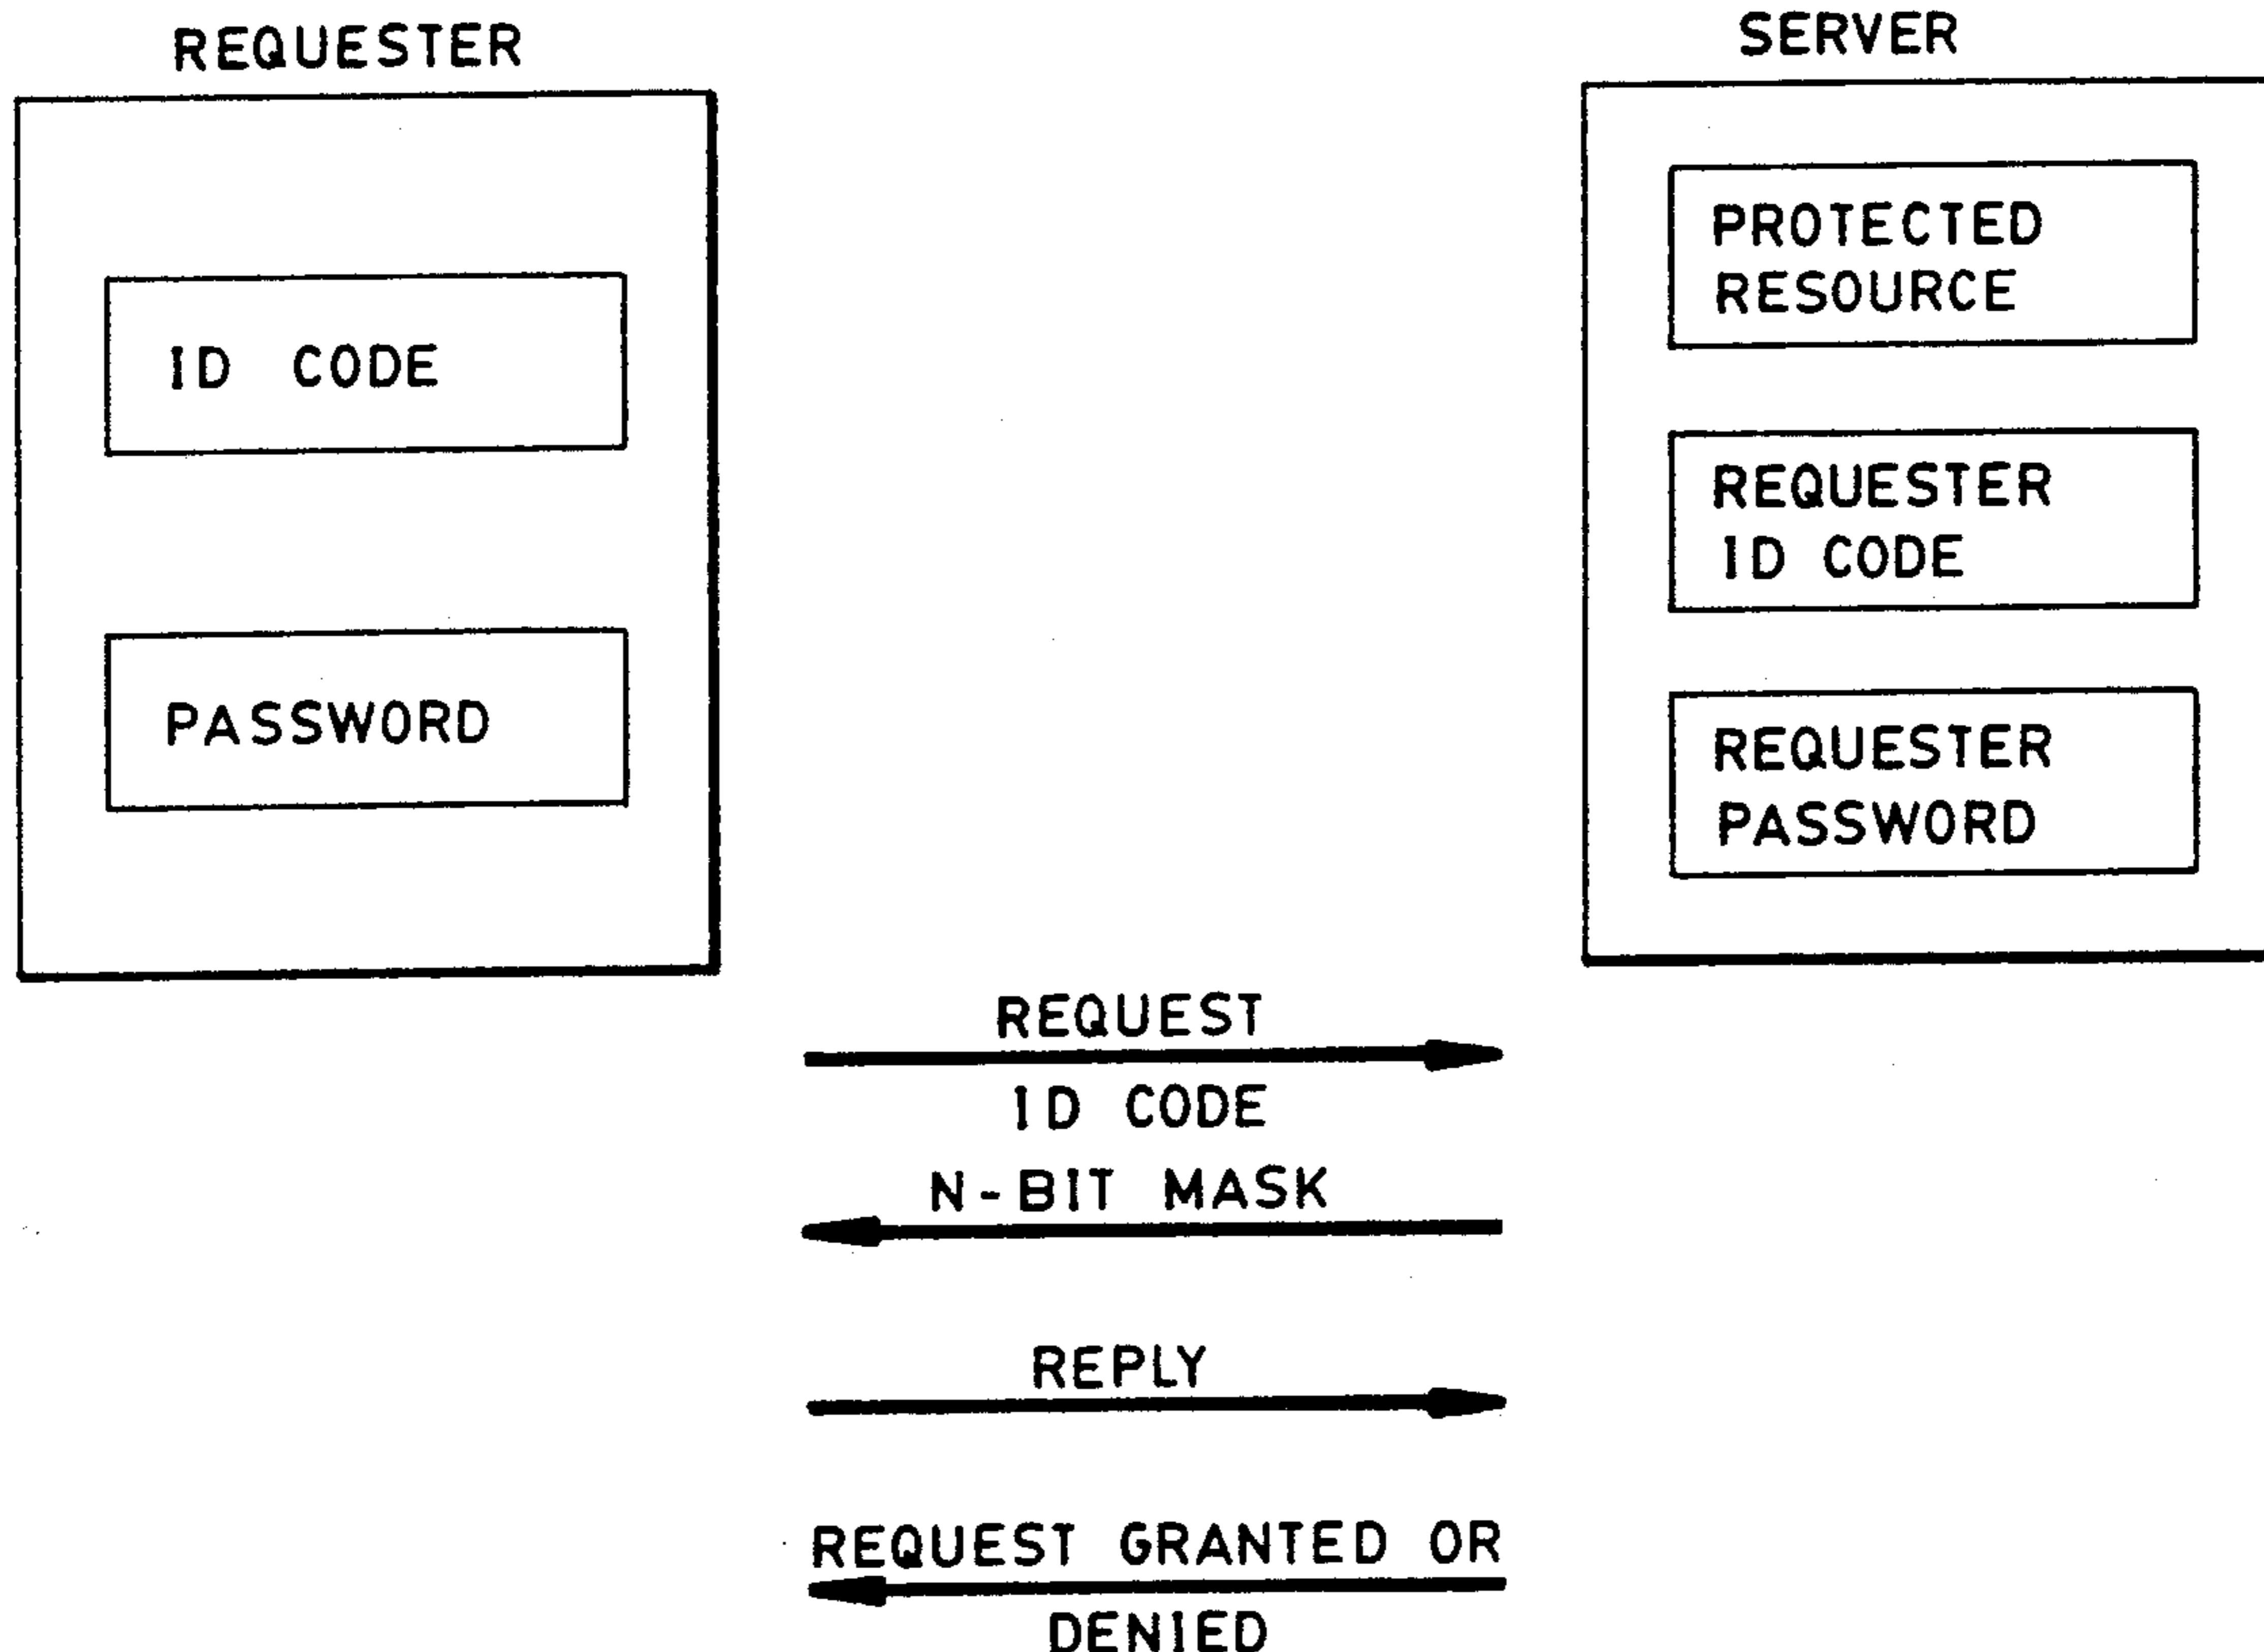 REQUESTER
ID CODE
PASSWORD
SERVER
PROTECTED
RESOURCE
REQUESTER
ID CODE
REQUESTER
PASSWORD
REQUEST
ID CODE
N-BIT MASK
REPLY
REQUEST GRANTED OR
DENIED